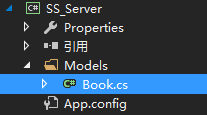 SS_Server
Properties
引用
Models
Book.cs
App.config